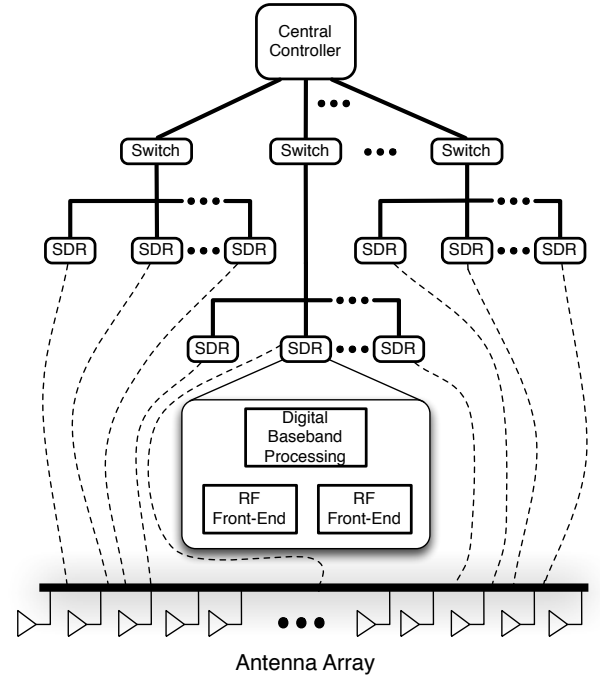 Central
Controller
Switch
Switch
Switch
SDR
SDR
SDR
SDR
SDR
SDR
SDR
SDR
SDR
Digital
Baseband
Processing
RF
Front-End
RF
Front-End
Antenna Array